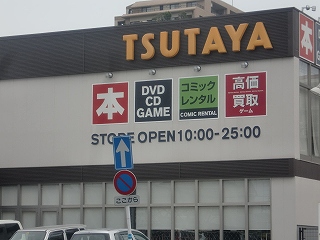 TSUTAYA
本
本
DVD
CD
GAME
コミック
レンタル
COMIC RENTAL
高価
買取
ゲーム
STORE OPEN 10:00-25:00
ここから